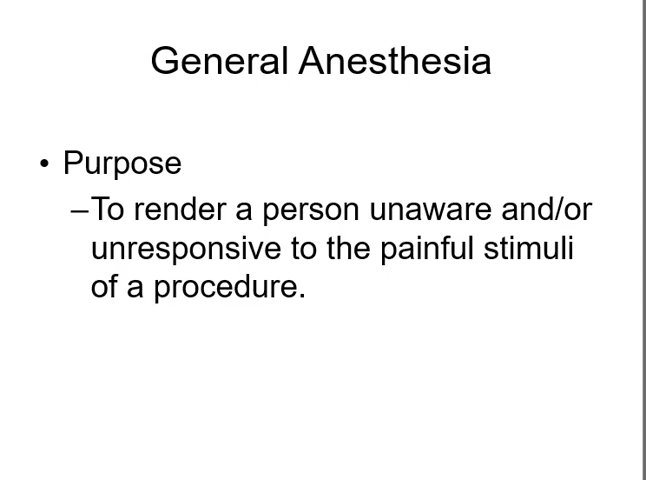 General Anesthesia
• Purpose
–To render a person unaware and/or
unresponsive to the painful stimuli
of a procedure.